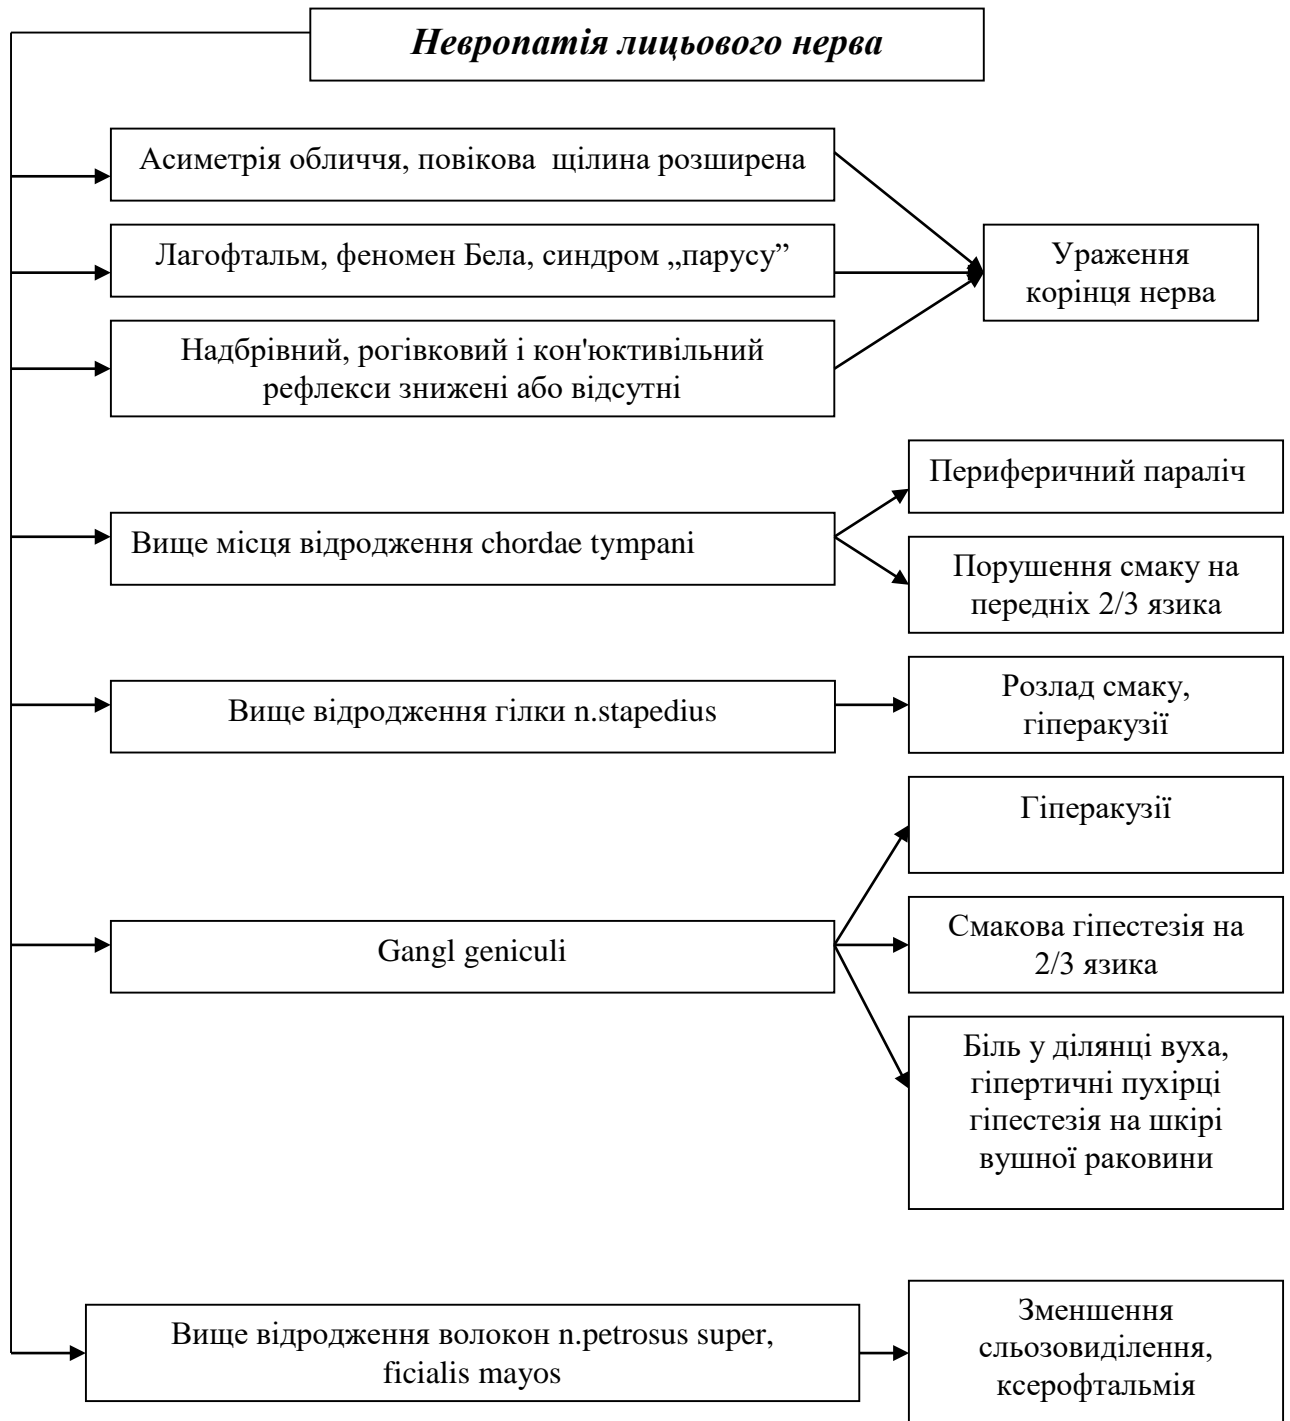 Невропатія лицьового нерва
Асиметрія обличчя, повікова щілина розширена
Лагофтальм, феномен Бела, синдром „парусу”
Надбрівний, рогівковий і кон'юктивільний
рефлекси знижені або відсутні
Ураження
корінця нерва
Вище місця відродження chordae tympani
Периферичний параліч
Порушення смаку на
передніх 2/3 язика
Вище відродження гілки n.stapedius
Розлад смаку,
гіперакузії
Gangl geniculi
Гіперакузії
Смакова гіпестезія на
2/3 язика
Біль у ділянці вуха,
гіпертичні пухірці
гіпестезія на шкірі
вушної раковини
Вище відродження волокон n.petrosus super,
ficialis mayos
Зменшення
сльозовиділення,
ксерофтальмія